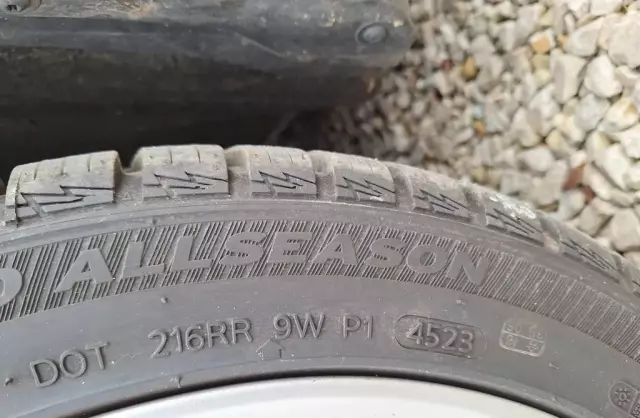 ALLSEASON
DOT 216RR 9W P1 4523